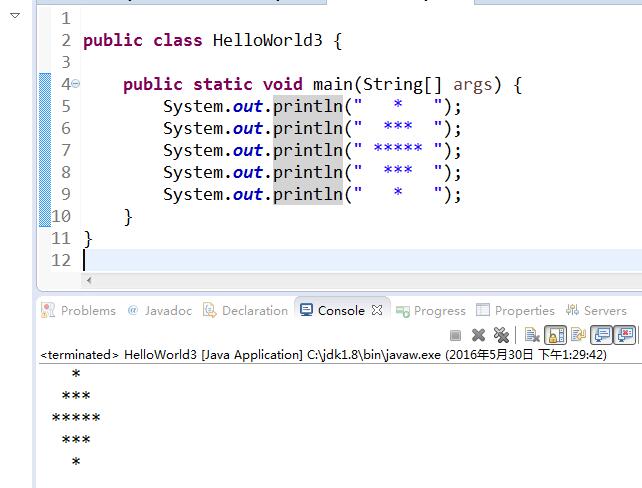 1
2 public class HelloWorld3 {
3
4 public static void main(String[] args) {
5 System.out.println("   *   ");
6 System.out.println("  ***  ");
7 System.out.println(" ***** ");
8 System.out.println("  ***  ");
9 System.out.println("   *   ");
10 }
11 }
12
Problems @ Javadoc Declaration Console Progress Properties Servers
<terminated> HelloWorld3 [Java Application] C:\jdk1.8\bin\javaw.exe (2016年5月30日 下午1:29:42)
   *
  ***
 *****
  ***
   *